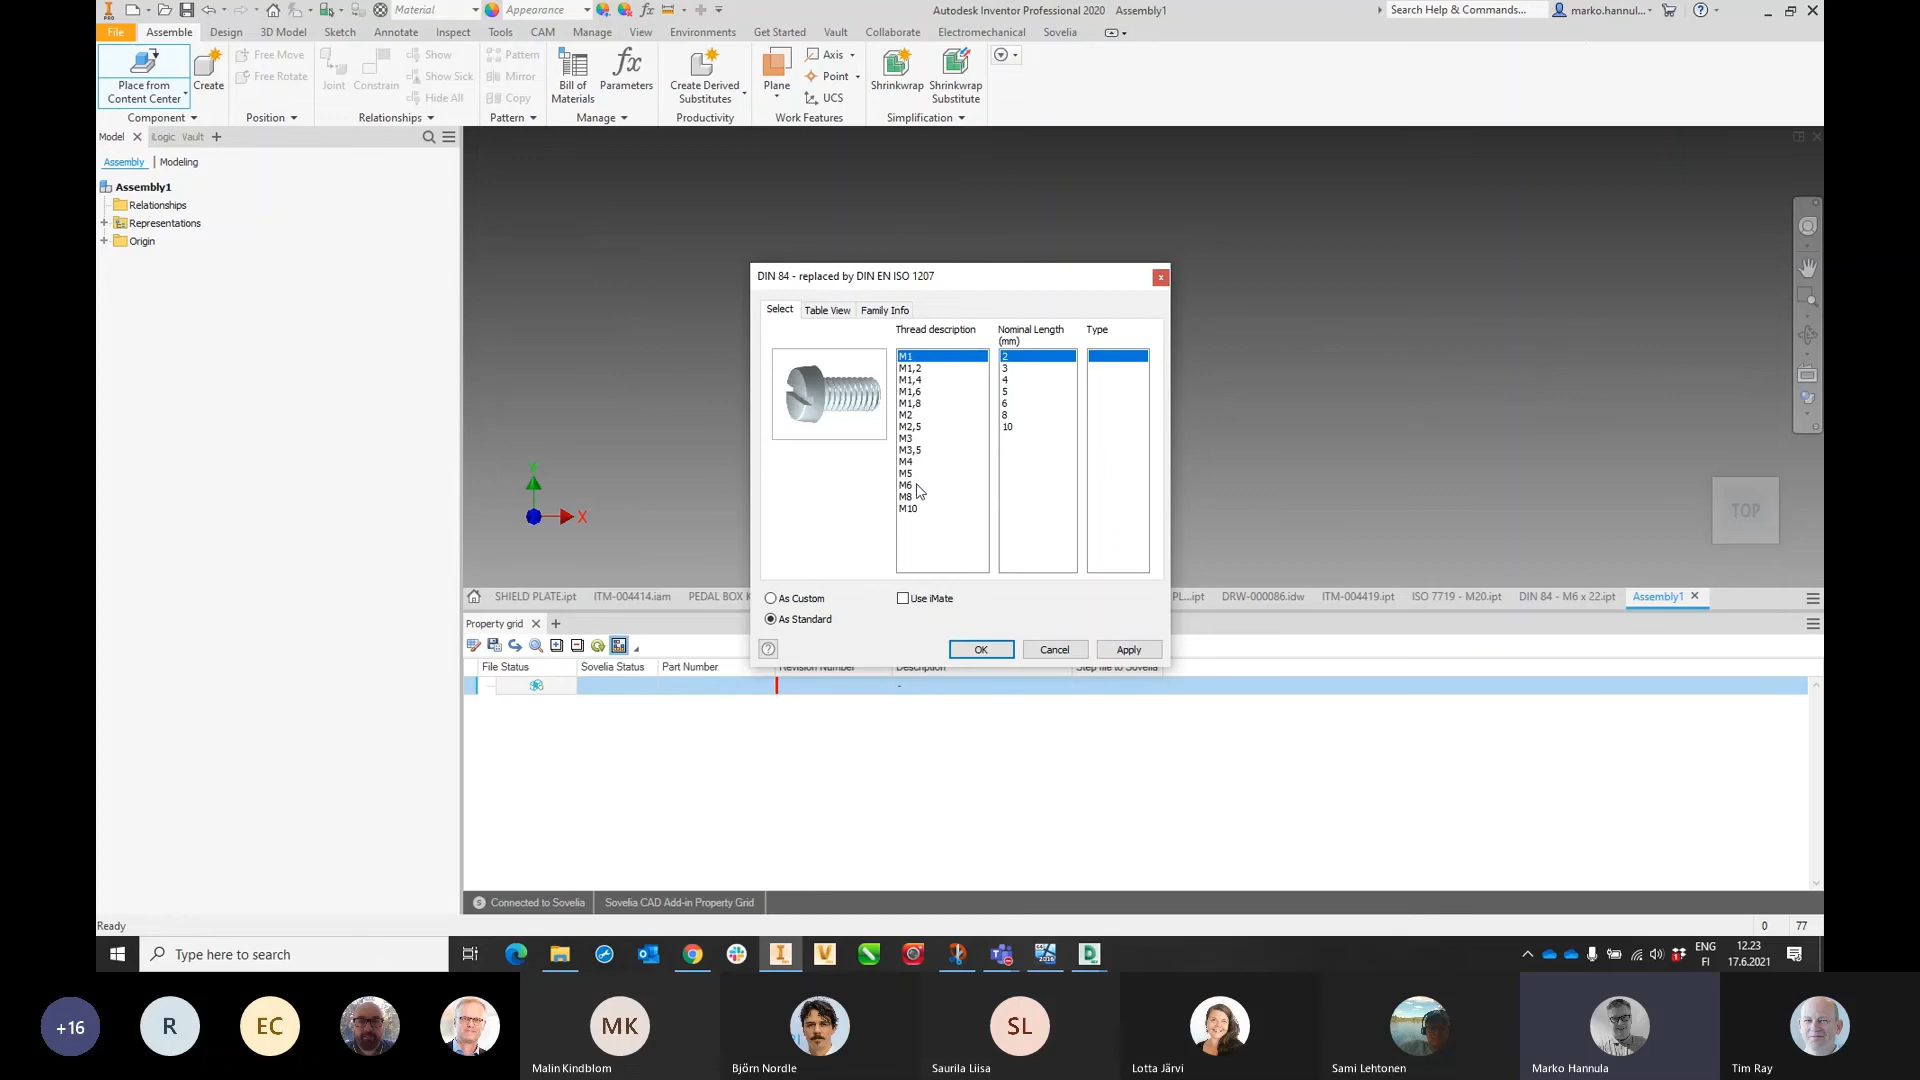 Material
Appearance
Autodesk Inventor Professional 2020 Assembly1
Search Help & Commands...
marko.hannul...
File Assemble Design 3D Model Sketch Annotate Inspect Tools CAM Manage View Environments Get Started Vault Collaborate Electromechanical Sovelia
Place from Content Center
Create
Free Move
Free Rotate
Joint
Constrain
Show
Show Sick
Hide All
Pattern
Mirror
Copy
Bill of Materials
Parameters
Create Derived Substitutes
Plane
Axis
Point
UCS
Shrinkwrap
Shrinkwrap Substitute
Component Position Relationships Pattern Manage Productivity Work Features Simplification
Model iLogic Vault
Assembly | Modeling
Assembly1
Relationships
Representations
Origin
Y
X
TOP
DIN 84 - replaced by DIN EN ISO 1207
Select Table View Family Info
Thread description
M1
M1,2
M1,4
M1,6
M1,8
M2
M2,5
M3
M3,5
M4
M5
M6
M8
M10
Nominal Length (mm)
2
3
4
5
6
8
10
Type
As Custom
As Standard
Use iMate
OK Cancel Apply
SHIELD PLATE.ipt ITM-004414.iam PEDAL BOX PL...ipt DRW-000086.idw ITM-004419.ipt ISO 7719 - M20.ipt DIN 84 - M6 x 22.ipt Assembly1
Property grid
File Status Sovelia Status Part Number Revision Number Description Step file to Sovelia
-
Connected to Sovelia Sovelia CAD Add-in Property Grid
Ready
0 77
Type here to search
ENG
FI
12.23
17.6.2021
+16
R
EC
MK
SL
Malin Kindblom
Björn Nordle
Saurila Liisa
Lotta Järvi
Sami Lehtonen
Marko Hannula
Tim Ray